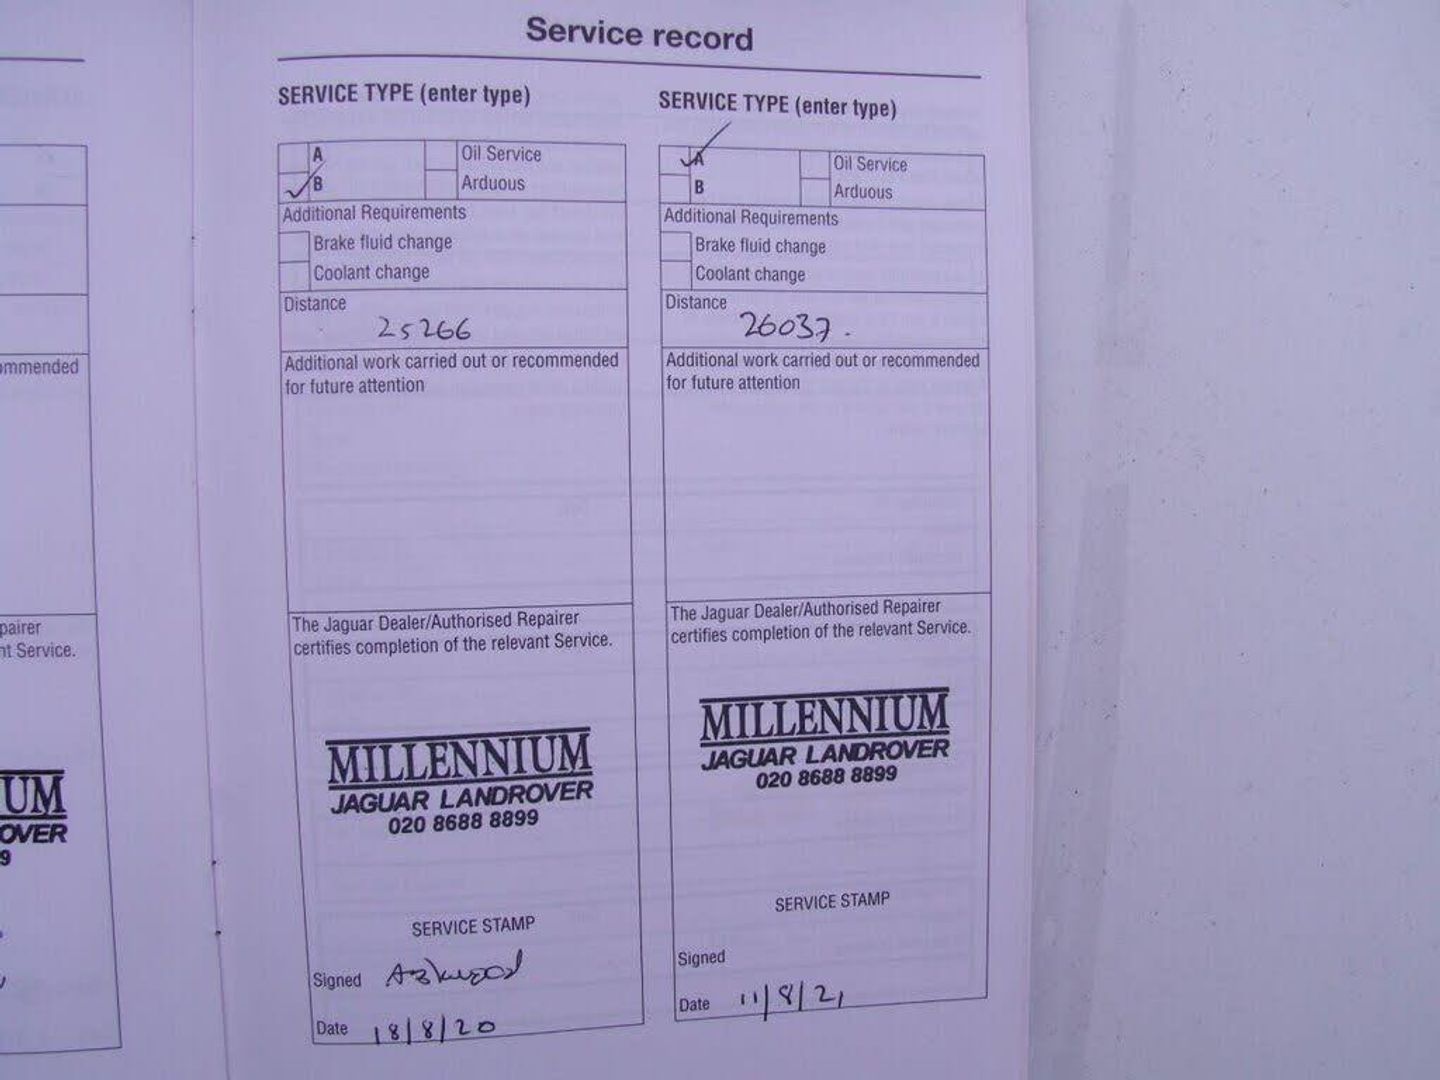 Service record
SERVICE TYPE (enter type)
A
Oil Service
B
Arduous
Additional Requirements
Brake fluid change
Coolant change
Distance
25266
Additional work carried out or recommended
for future attention
The Jaguar Dealer/Authorised Repairer
certifies completion of the relevant Service.
MILLENNIUM
JAGUAR LANDROVER
020 8688 8899
SERVICE STAMP
Signed
Date 18/8/20
SERVICE TYPE (enter type)
A
Oil Service
B
Arduous
Additional Requirements
Brake fluid change
Coolant change
Distance
26037.
Additional work carried out or recommended
for future attention
The Jaguar Dealer/Authorised Repairer
certifies completion of the relevant Service.
MILLENNIUM
JAGUAR LANDROVER
020 8688 8899
SERVICE STAMP
Signed
Date 11/8/21
ommended
pairer
nt Service.
UM
OVER
9